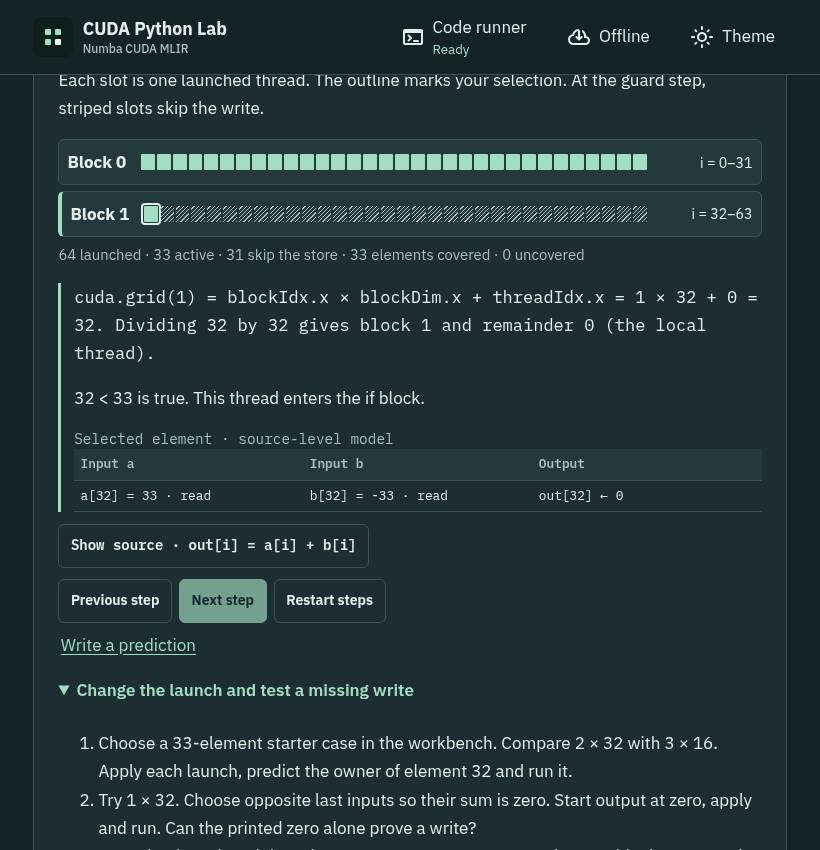 CUDA Python Lab
Numba CUDA MLIR
Code runner
Ready
Offline
Theme
Each slot is one launched thread. The outline marks your selection. At the guard step,
striped slots skip the write.
Block 0
i = 0–31
Block 1
i = 32–63
64 launched · 33 active · 31 skip the store · 33 elements covered · 0 uncovered
cuda.grid(1) = blockIdx.x × blockDim.x + threadIdx.x = 1 × 32 + 0 =
32. Dividing 32 by 32 gives block 1 and remainder 0 (the local
thread).
32 < 33 is true. This thread enters the if block.
Selected element · source-level model
Input a Input b Output
a[32] = 33 · read b[32] = -33 · read out[32] ← 0
Show source · out[i] = a[i] + b[i]
Previous step Next step Restart steps
Write a prediction
▼ Change the launch and test a missing write
1. Choose a 33-element starter case in the workbench. Compare 2 × 32 with 3 × 16.
Apply each launch, predict the owner of element 32 and run it.
2. Try 1 × 32. Choose opposite last inputs so their sum is zero. Start output at zero, apply
and run. Can the printed zero alone prove a write?